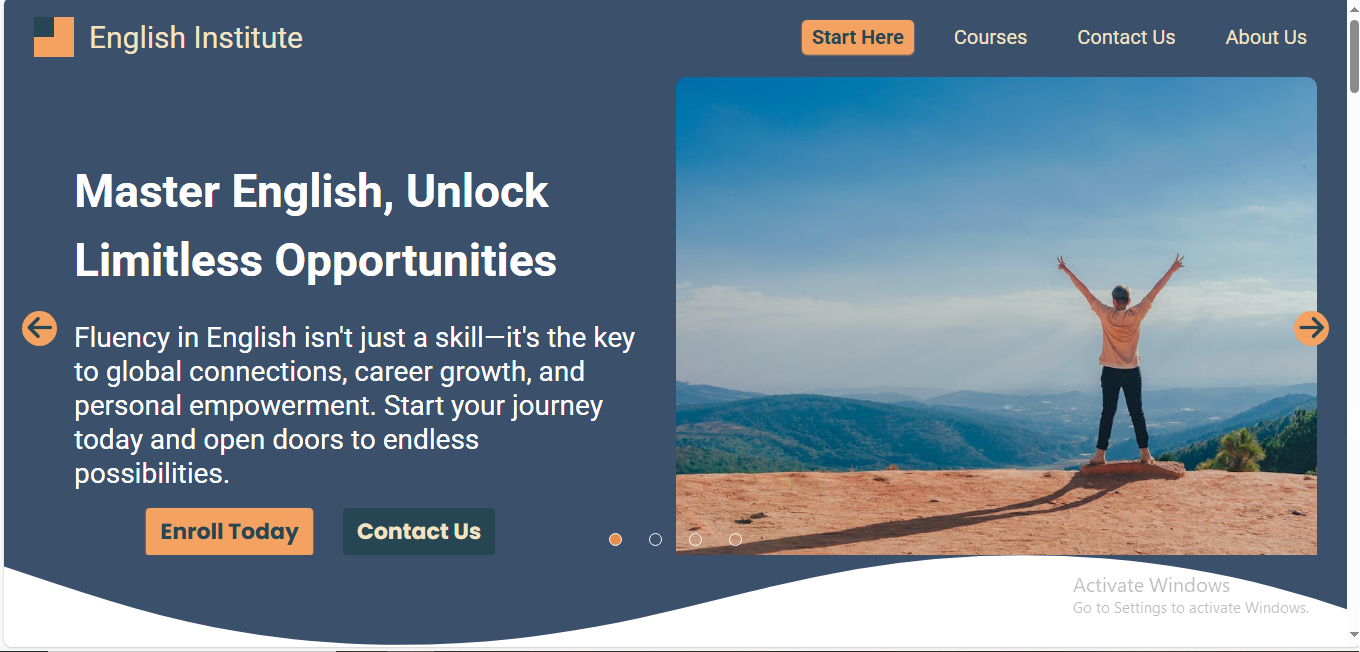 English Institute
Start Here
Courses
Contact Us
About Us
Master English, Unlock
Limitless Opportunities
Fluency in English isn't just a skill—it's the key
to global connections, career growth, and
personal empowerment. Start your journey
today and open doors to endless
possibilities.
Enroll Today
Contact Us
Activate Windows
Go to Settings to activate Windows.